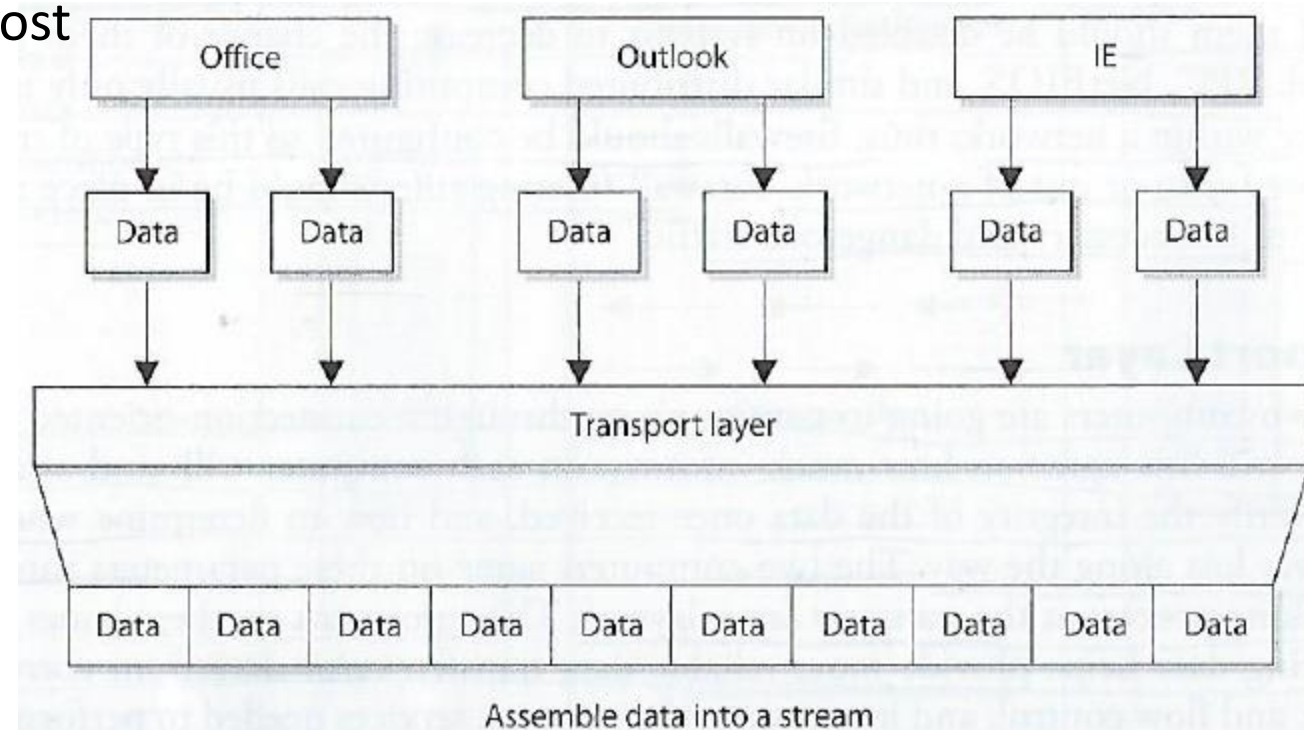 ost
Office Outlook IE
Data Data Data Data Data Data
Transport layer
Data Data Data Data Data Data Data Data Data Data
Assemble data into a stream